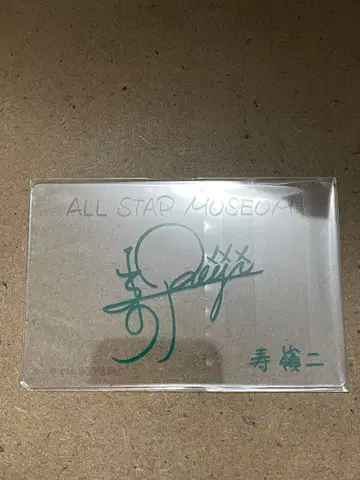 ALL STAR MUSEUM
寿 Reiji
寿 嶺二